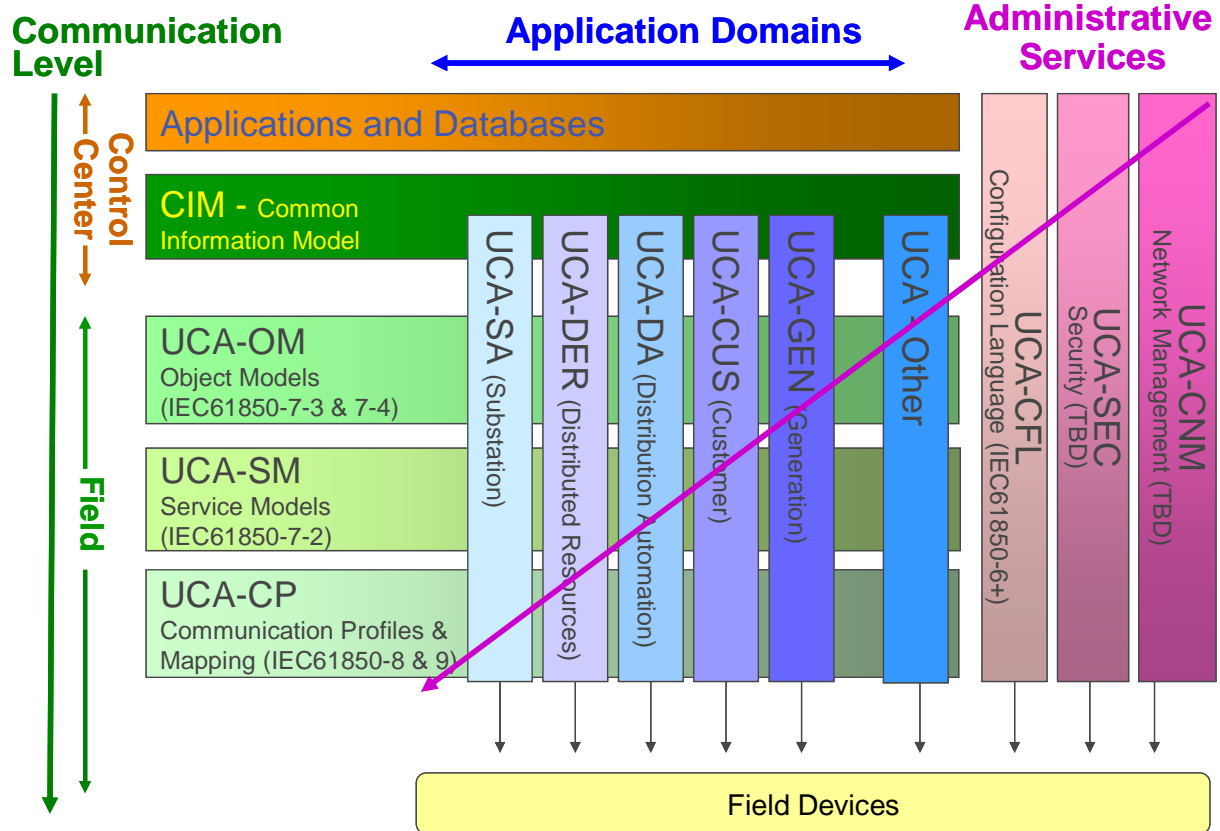 Communication
Level
Application Domains
Administrative
Services
Control
Center
Field
Applications and Databases
CIM - Common
Information Model
UCA-OM
Object Models
(IEC61850-7-3 & 7-4)
UCA-SM
Service Models
(IEC61850-7-2)
UCA-CP
Communication Profiles &
Mapping (IEC61850-8 & 9)
UCA-SA (Substation)
UCA-DER (Distributed Resources)
UCA-DA (Distribution Automation)
UCA-CUS (Customer)
UCA-GEN (Generation)
UCA - Other
UCA-CFL
Configuration Language (IEC61850-6+)
UCA-SEC
Security (TBD)
UCA-CNM
Network Management (TBD)
Field Devices